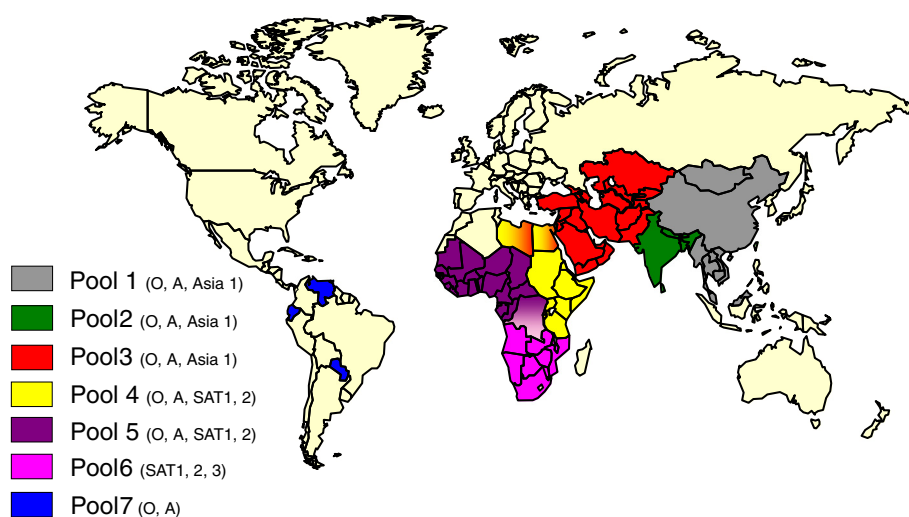 Pool 1 (O, A, Asia 1)
Pool2 (O, A, Asia 1)
Pool3 (O, A, Asia 1)
Pool 4 (O, A, SAT1, 2)
Pool 5 (O, A, SAT1, 2)
Pool6 (SAT1, 2, 3)
Pool7 (O, A)